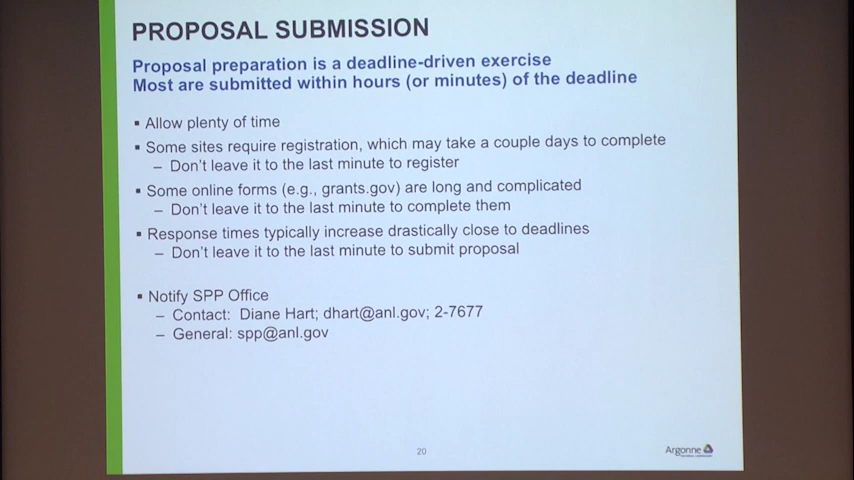 PROPOSAL SUBMISSION
Proposal preparation is a deadline-driven exercise
Most are submitted within hours (or minutes) of the deadline
▪ Allow plenty of time
▪ Some sites require registration, which may take a couple days to complete
– Don't leave it to the last minute to register
▪ Some online forms (e.g., grants.gov) are long and complicated
– Don't leave it to the last minute to complete them
▪ Response times typically increase drastically close to deadlines
– Don't leave it to the last minute to submit proposal
▪ Notify SPP Office
– Contact: Diane Hart; dhart@anl.gov; 2-7677
– General: spp@anl.gov
20
Argonne